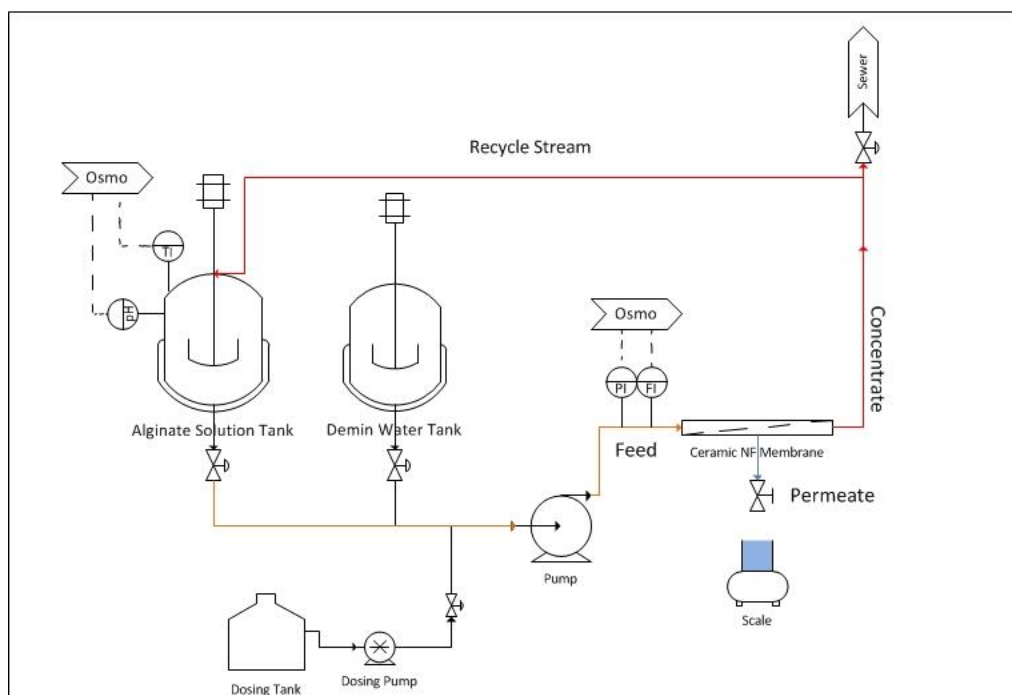 Sewer
Recycle Stream
Osmo
TI
pH
Osmo
PI
FI
Concentrate
Alginate Solution Tank
Demin Water Tank
Feed
Ceramic NF Membrane
Permeate
Pump
Scale
Dosing Pump
Dosing Tank